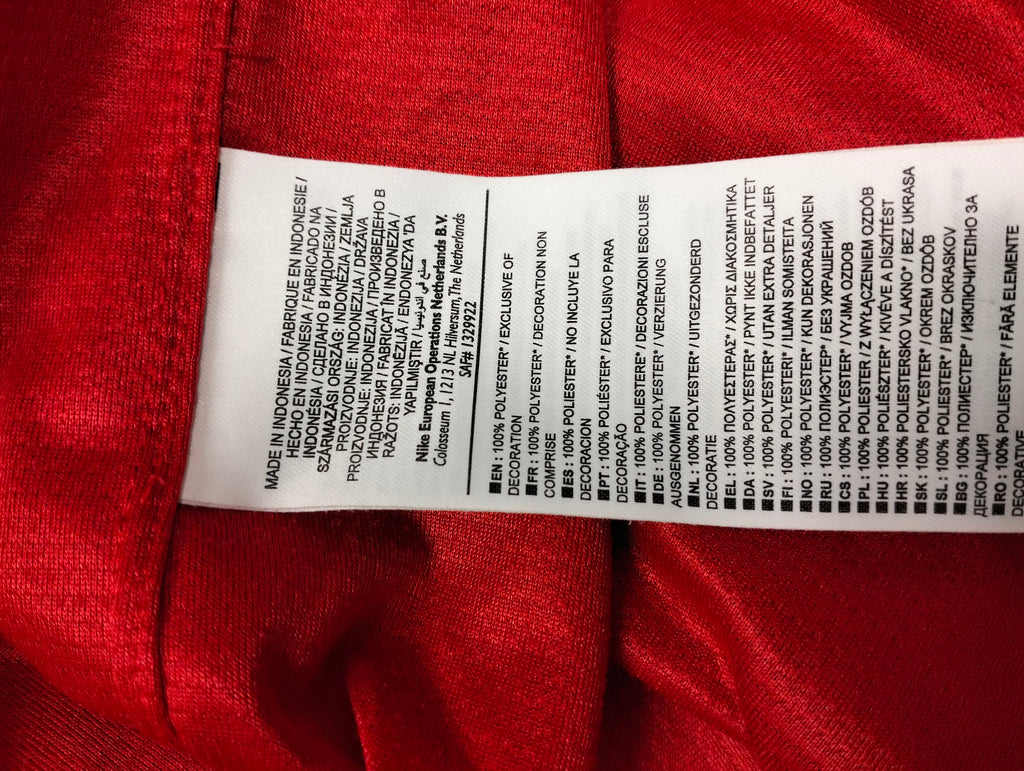 MADE IN INDONESIA / FABRIQUE EN INDONESIE /
HECHO EN INDONESIA / FABRICADO NA
INDONÉSIA / СДЕЛАНО В ИНДОНЕЗИИ /
SZÁRMAZÁSI ORSZÁG: INDONÉZIA / ZEMLJA
PROIZVODNJE: INDONEZIJA / DRŽAVA
PROIZVODNJE: INDONEZIJA / ПРОИЗВЕДЕНО В
ИНДОНЕЗИЯ / FABRICAT ÎN INDONEZIA /
RAŽOTS: INDONĒZIJĀ / ENDONEZYA 'DA
YAPILMIŞTIR / صنع في اندونيسيا
Nike European Operations Netherlands B.V.
Colosseum 1, 1213 NL Hilversum, The Netherlands
SAF# 1329922
EN : 100% POLYESTER* / EXCLUSIVE OF
DECORATION
FR : 100% POLYESTER* / DECORATION NON
COMPRISE
ES : 100% POLIESTER* / NO INCLUYE LA
DECORACION
PT : 100% POLIÉSTER* / EXCLUSIVO PARA
DECORAÇÃO
IT : 100% POLIESTERE* / DECORAZIONI ESCLUSE
DE : 100% POLYESTER* / VERZIERUNG
AUSGENOMMEN
NL : 100% POLYESTER* / UITGEZONDERD
DECORATIE
EL : 100% ΠΟΛΥΕΣΤΕΡΑΣ* / ΧΩΡΙΣ ΔΙΑΚΟΣΜΗΤΙΚΑ
DA : 100% POLYESTER* / PYNT IKKE INDBEFATTET
SV : 100% POLYESTER* / UTAN EXTRA DETALJER
FI : 100% POLYESTERI* / ILMAN SOMISTEITA
NO : 100% POLYESTER* / KUN DEKORASJONEN
RU : 100% ПОЛИЭСТЕР* / БЕЗ УКРАШЕНИЙ
CS : 100% POLYESTER* / VYJMA OZDOB
PL : 100% POLIESTER* / Z WYŁĄCZENIEM OZDÓB
HU : 100% POLIÉSZTER* / KIVÉVE A DÍSZÍTÉST
HR : 100% POLIESTERSKO VLAKNO* / BEZ UKRASA
SK : 100% POLYESTER* / OKREM OZDÔB
SL : 100% POLIESTER* / BREZ OKRASKOV
BG : 100% ПОЛИЕСТЕР* / ИЗКЛЮЧИТЕЛНО ЗА
ДЕКОРАЦИЯ
RO : 100% POLIESTER* / FĂRĂ ELEMENTE
DECORATIVE